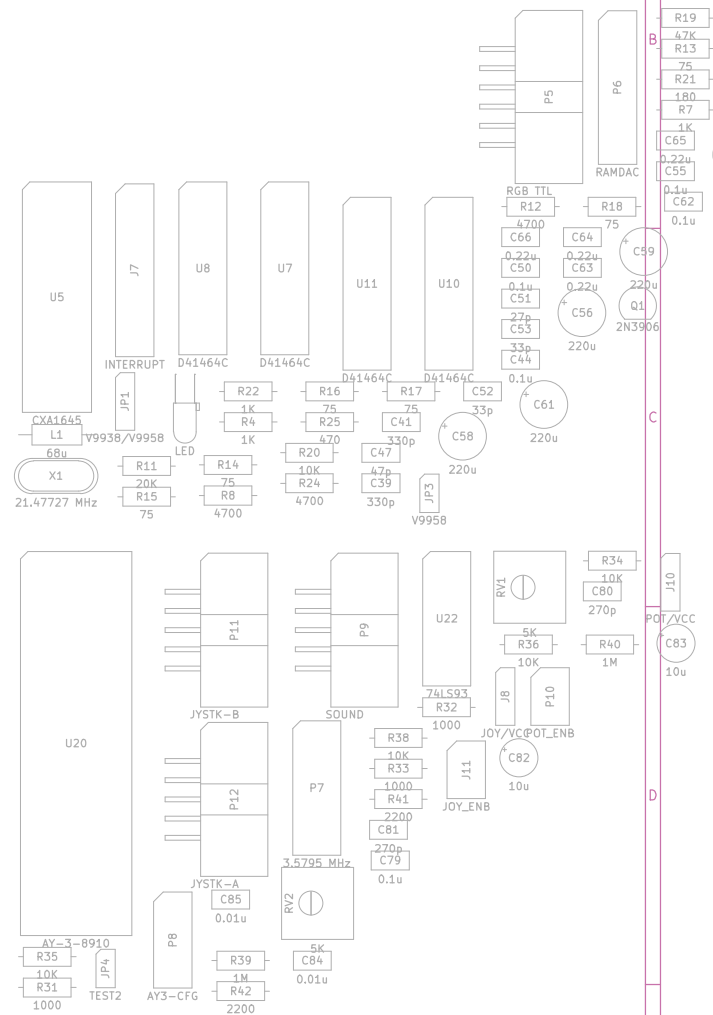 B
R19
47K
R13
75
R21
180
R7
1K
C65
0.22u
C55
0.1u
C62
0.1u
P5
RGB TTL
P6
RAMDAC
R12
4700
R18
75
C66
0.22u
C64
0.22u
C50
0.1u
C63
0.22u
C51
27p
C53
33p
C44
0.1u
C59
220u
C56
220u
Q1
2N3906
U5
CXA1645
J7
INTERRUPT
U8
D41464C
U7
D41464C
U11
D41464C
U10
D41464C
JP1
V9938/V9958
LED
R22
1K
R16
75
R17
75
C52
33p
C61
220u
C
L1
68u
R4
1K
R25
470
C41
330p
C58
220u
X1
21.47727 MHz
R11
20K
R15
75
R14
75
R8
4700
R20
10K
R24
4700
C47
47p
C39
330p
JP3
V9958
U20
AY-3-8910
P11
JYSTK-B
P9
SOUND
U22
74LS93
RV1
5K
R34
10K
C80
270p
J10
POT/VCC
R36
10K
R40
1M
C83
10u
J8
JOY/VCC
P10
POT_ENB
R32
1000
R38
10K
R33
1000
R41
2200
C81
270p
C79
0.1u
J11
JOY_ENB
C82
10u
D
P12
JYSTK-A
P7
3.5795 MHz
RV2
5K
C85
0.01u
P8
AY3-CFG
R35
10K
R31
1000
JP4
TEST2
R39
1M
R42
2200
C84
0.01u